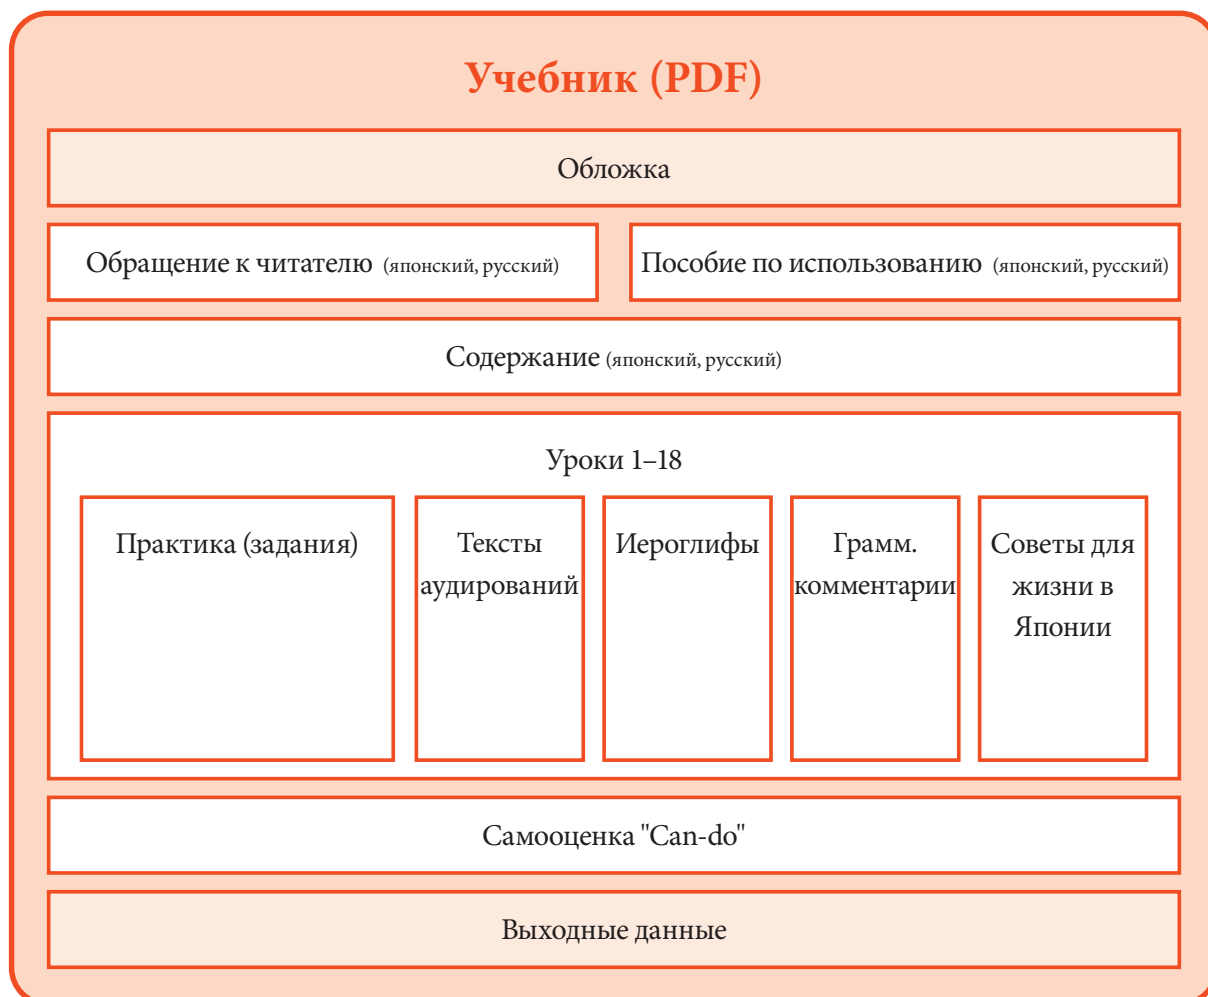 Учебник (PDF)
Обложка
Обращение к читателю (японский, русский)
Пособие по использованию (японский, русский)
Содержание (японский, русский)
Уроки 1–18
Практика (задания)
Тексты
аудирований
Иероглифы
Грамм.
комментарии
Советы для
жизни в
Японии
Самооценка "Can-do"
Выходные данные